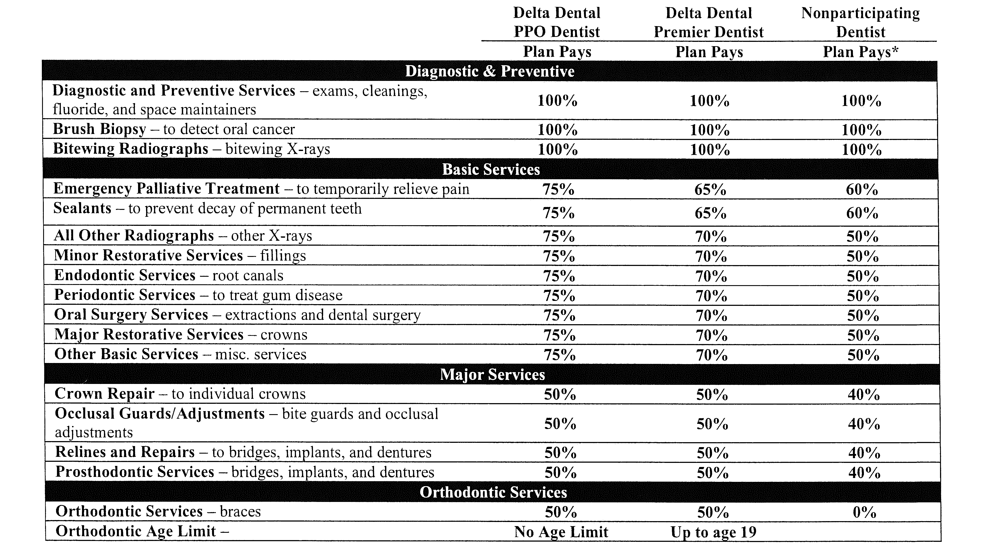 Delta Dental Delta Dental Nonparticipating
PPO Dentist Premier Dentist Dentist
Plan Pays Plan Pays Plan Pays*
Diagnostic & Preventive
Diagnostic and Preventive Services – exams, cleanings,
fluoride, and space maintainers 100% 100% 100%
Brush Biopsy – to detect oral cancer 100% 100% 100%
Bitewing Radiographs – bitewing X-rays 100% 100% 100%
Basic Services
Emergency Palliative Treatment – to temporarily relieve pain 75% 65% 60%
Sealants – to prevent decay of permanent teeth 75% 65% 60%
All Other Radiographs – other X-rays 75% 70% 50%
Minor Restorative Services – fillings 75% 70% 50%
Endodontic Services – root canals 75% 70% 50%
Periodontic Services – to treat gum disease 75% 70% 50%
Oral Surgery Services – extractions and dental surgery 75% 70% 50%
Major Restorative Services – crowns 75% 70% 50%
Other Basic Services – misc. services 75% 70% 50%
Major Services
Crown Repair – to individual crowns 50% 50% 40%
Occlusal Guards/Adjustments – bite guards and occlusal
adjustments 50% 50% 40%
Relines and Repairs – to bridges, implants, and dentures 50% 50% 40%
Prosthodontic Services – bridges, implants, and dentures 50% 50% 40%
Orthodontic Services
Orthodontic Services – braces 50% 50% 0%
Orthodontic Age Limit – No Age Limit Up to age 19